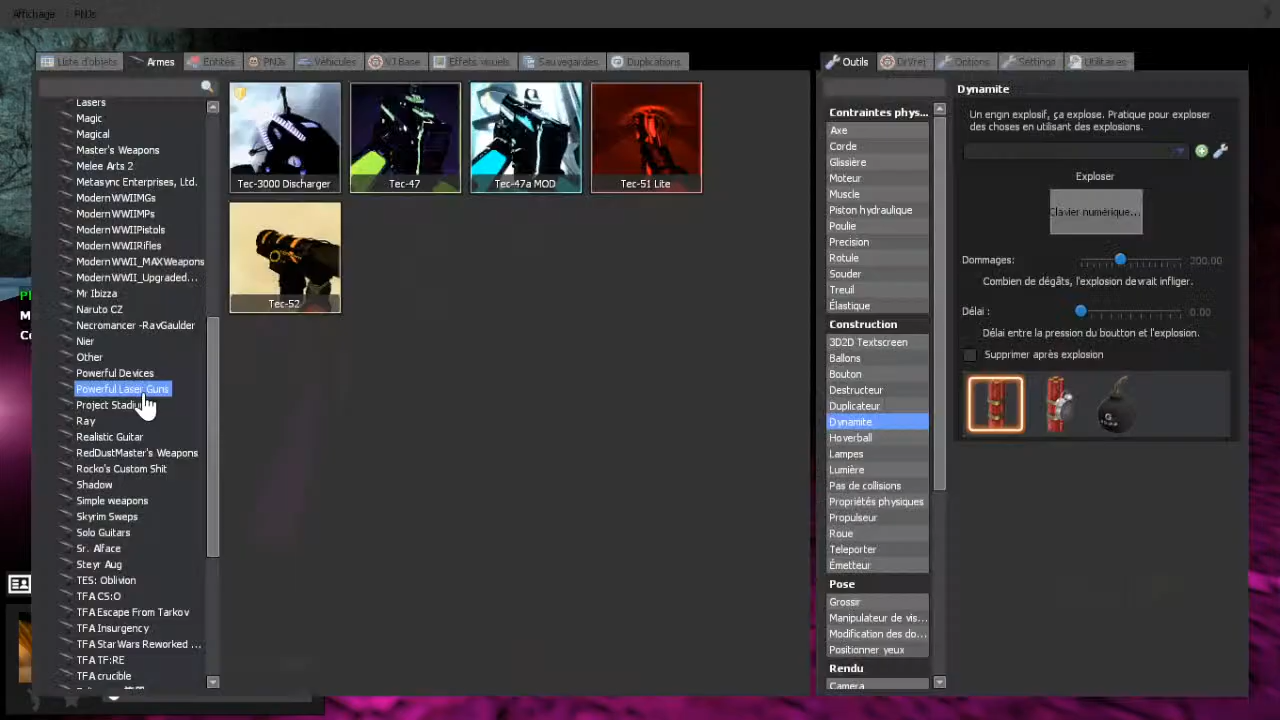 Affichage PNJs
Liste d'objets Armes Entités PNJs Véhicules VJ Base Effets visuels Sauvegardes Duplications
Lasers
Magic
Magical
Master's Weapons
Melee Arts 2
Metasync Enterprises, Ltd.
ModernWWIIMGs
ModernWWIIMPs
ModernWWIIPistols
ModernWWIIRifles
ModernWWII_MAXWeapons
ModernWWII_Upgraded...
Mr Ibizza
Naruto CZ
Necromancer -RavGaulder
Nier
Other
Powerful Devices
Powerful Laser Guns
Ray
Realistic Guitar
RedDustMaster's Weapons
Rocko's Custom Shit
Shadow
Simple weapons
Skyrim Sweps
Solo Guitars
Sr. Alface
Steyr Aug
TES: Oblivion
TFA CS:O
TFA Escape From Tarkov
TFA Insurgency
TFA StarWars Reworked ...
TFA TF:RE
TFA crucible
Tec-3000 Discharger Tec-47 Tec-47a MOD Tec-51 Lite
Tec-52
Outils DrVrej Options Settings Utilitaires
Contraintes phys...
Axe
Corde
Glissière
Moteur
Muscle
Piston hydraulique
Poulie
Precision
Rotule
Souder
Treuil
Élastique
Construction
3D2D Textscreen
Ballons
Bouton
Destructeur
Duplicateur
Dynamite
Hoverball
Lampes
Lumière
Pas de collisions
Propriétés physiques
Propulseur
Roue
Teleporter
Émetteur
Pose
Grossir
Manipulateur de vis...
Modification des do...
Positionner yeux
Rendu
Camera
Dynamite
Un engin explosif, ça explose. Pratique pour exploser
des choses en utilisant des explosions.
Exploser
Clavier numérique...
Dommages: 200.00
Combien de dégâts, l'explosion devrait infliger.
Délai : 0.00
Délai entre la pression du boutton et l'explosion.
Supprimer après explosion